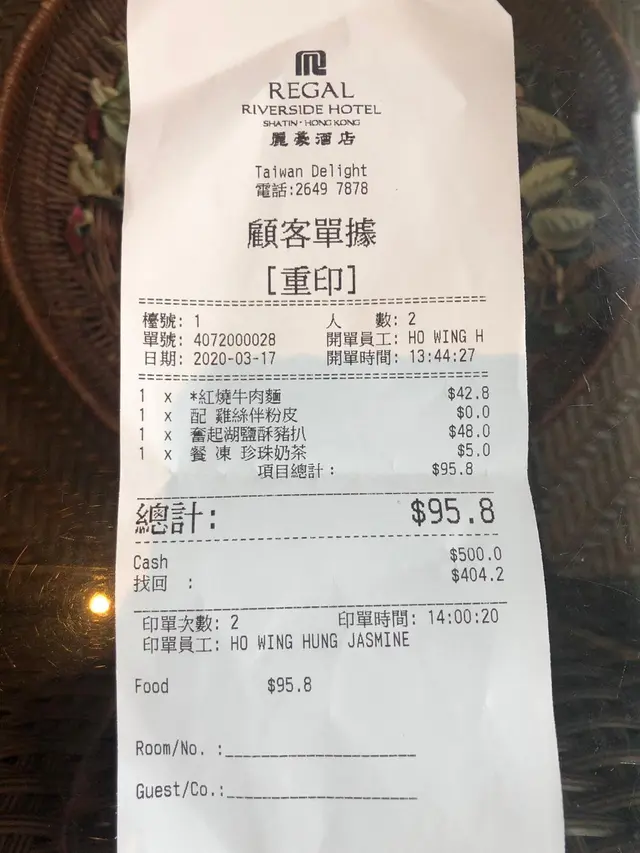 REGAL
RIVERSIDE HOTEL
SHATIN · HONG KONG
麗豪酒店
Taiwan Delight
電話:2649 7878
顧客單據
[重印]
檯號: 1 人 數: 2
單號: 4072000028 開單員工: HO WING H
日期: 2020-03-17 開單時間: 13:44:27
1 x *紅燒牛肉麵 $42.8
1 x 配 雞絲伴粉皮 $0.0
1 x 奮起湖鹽酥豬扒 $48.0
1 x 餐 凍 珍珠奶茶 $5.0
項目總計: $95.8
總計: $95.8
Cash $500.0
找回 : $404.2
印單次數: 2 印單時間: 14:00:20
印單員工: HO WING HUNG JASMINE
Food $95.8
Room/No. :
Guest/Co.: